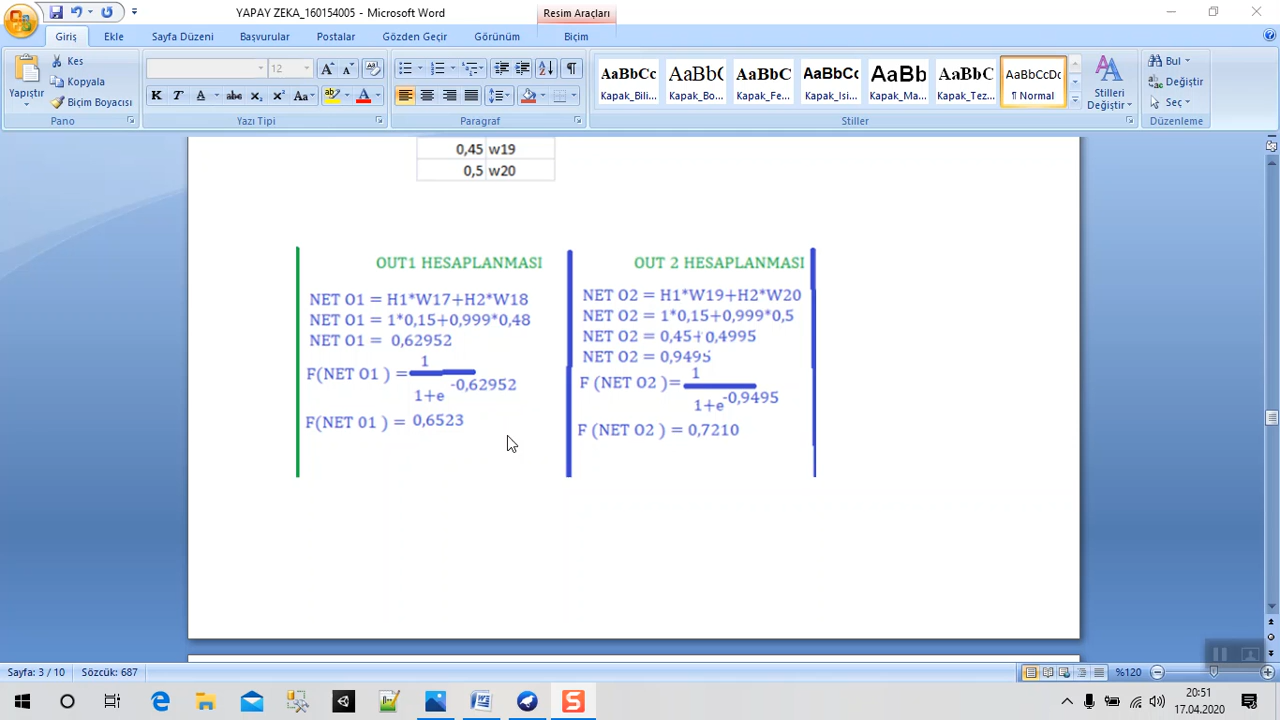 YAPAY ZEKA_160154005 - Microsoft Word
Resim Araçları
Giriş Ekle Sayfa Düzeni Başvurular Postalar Gözden Geçir Görünüm Biçim
Yapıştır
Kes
Kopyala
Biçim Boyacısı
Pano
12
K T A abc x₂ x² Aa
Yazı Tipi
Paragraf
AaBbCc AaBbC AaBbC AaBbCc AaBb AaBbC AaBbCcDc
Kapak_Bili... Kapak_Bo... Kapak_Fe... Kapak_Isi... Kapak_Ma... Kapak_Tez... ¶ Normal
Stiller
Stilleri
Değiştir
Bul
Değiştir
Seç
Düzenleme
0,45 w19
0,5 w20
OUT1 HESAPLANMASI
NET O1 = H1*W17+H2*W18
NET O1 = 1*0,15+0,999*0,48
NET O1 = 0,62952
F(NET O1 ) =
1
1+e -0,62952
F(NET 01 ) = 0,6523
OUT 2 HESAPLANMASI
NET O2 = H1*W19+H2*W20
NET O2 = 1*0,15+0,999*0,5
NET O2 = 0,45+0,4995
NET O2 = 0,9495
F (NET O2 )=
1
1+e -0,9495
F (NET O2 ) = 0,7210
Sayfa: 3 / 10 Sözcük: 687
%120
20:51
17.04.2020